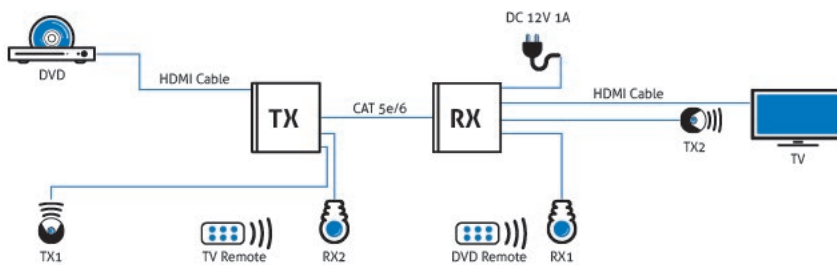 DC 12V 1A
DVD
HDMI Cable
HDMI Cable
TX
CAT 5e/6
RX
TX2
TV
TX1
TV Remote
RX2
DVD Remote
RX1